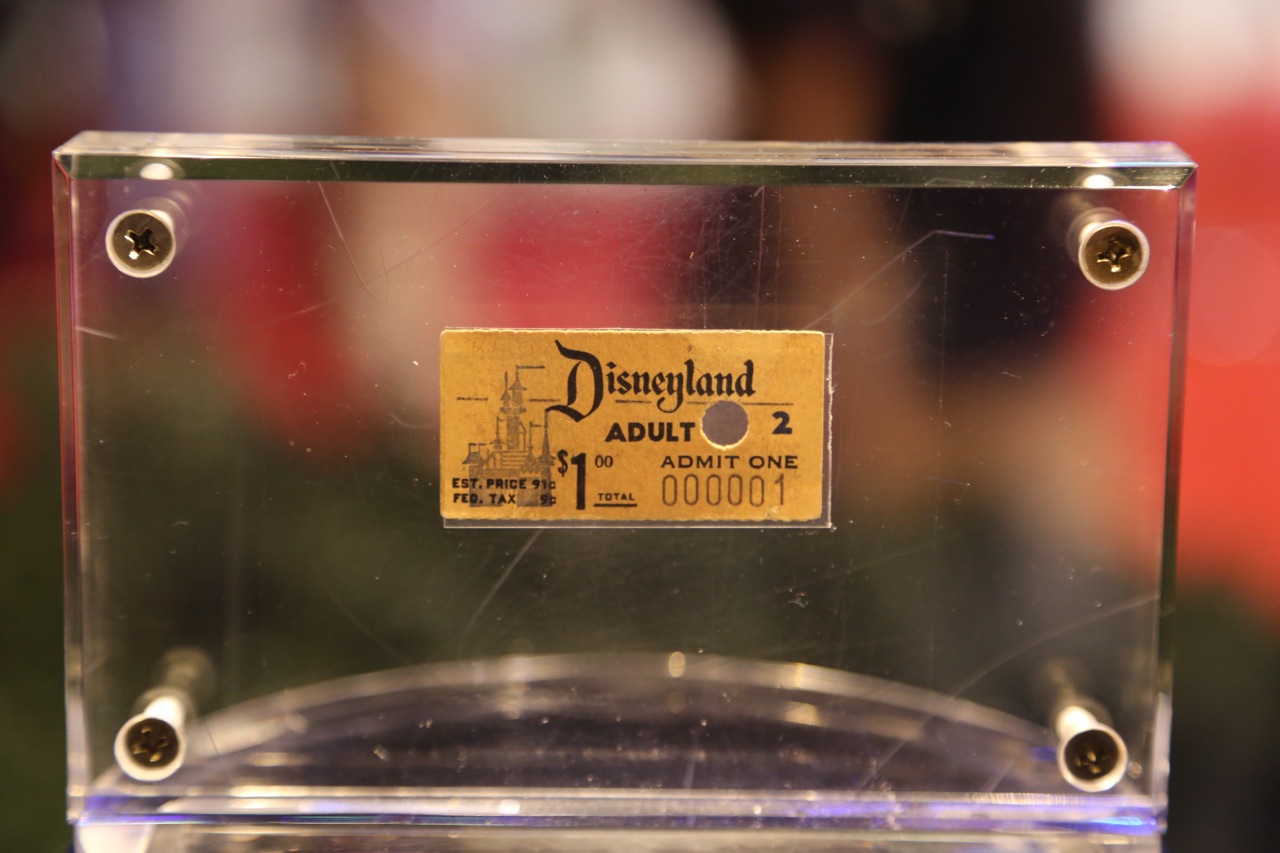 Disneyland
ADULT 2
EST. PRICE 91c
FED. TAX 9c
$1 00 TOTAL
ADMIT ONE
000001